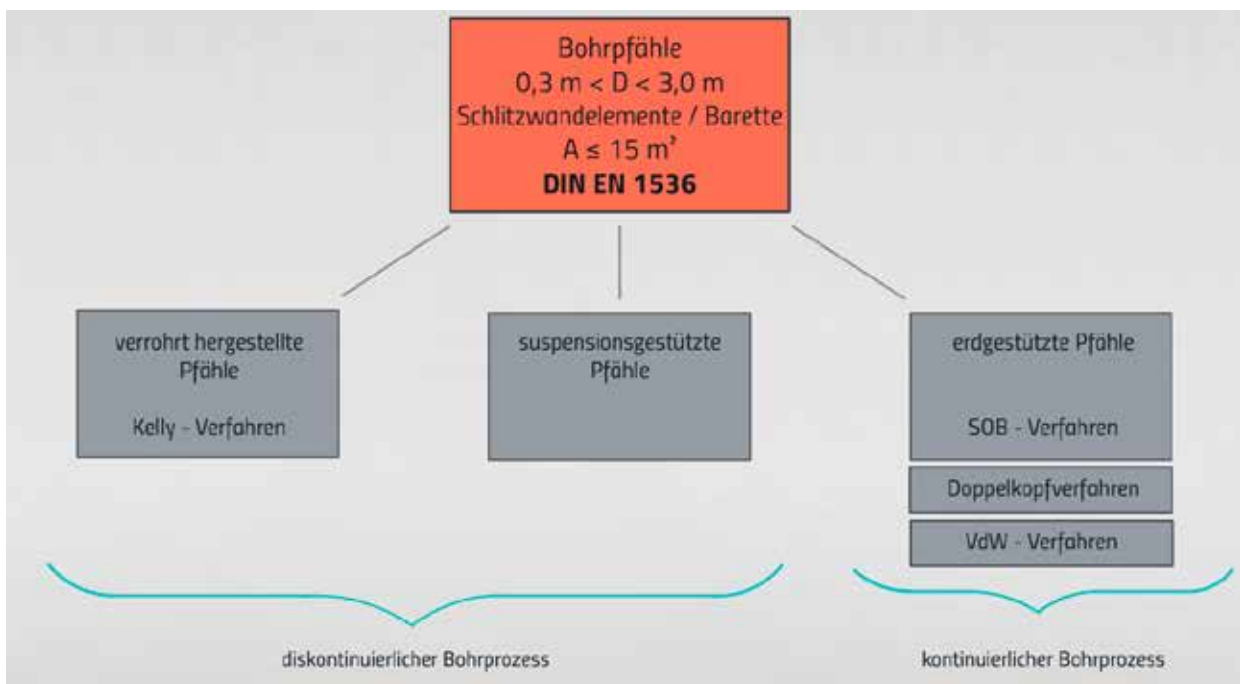 Bohrpfähle
0,3 m < D < 3,0 m
Schlitzwandelemente / Barette
A ≤ 15 m²
DIN EN 1536
verrohrt hergestellte
Pfähle
Kelly - Verfahren
suspensionsgestützte
Pfähle
erdgestützte Pfähle
SOB - Verfahren
Doppelkopfverfahren
VdW - Verfahren
diskontinuierlicher Bohrprozess
kontinuierlicher Bohrprozess